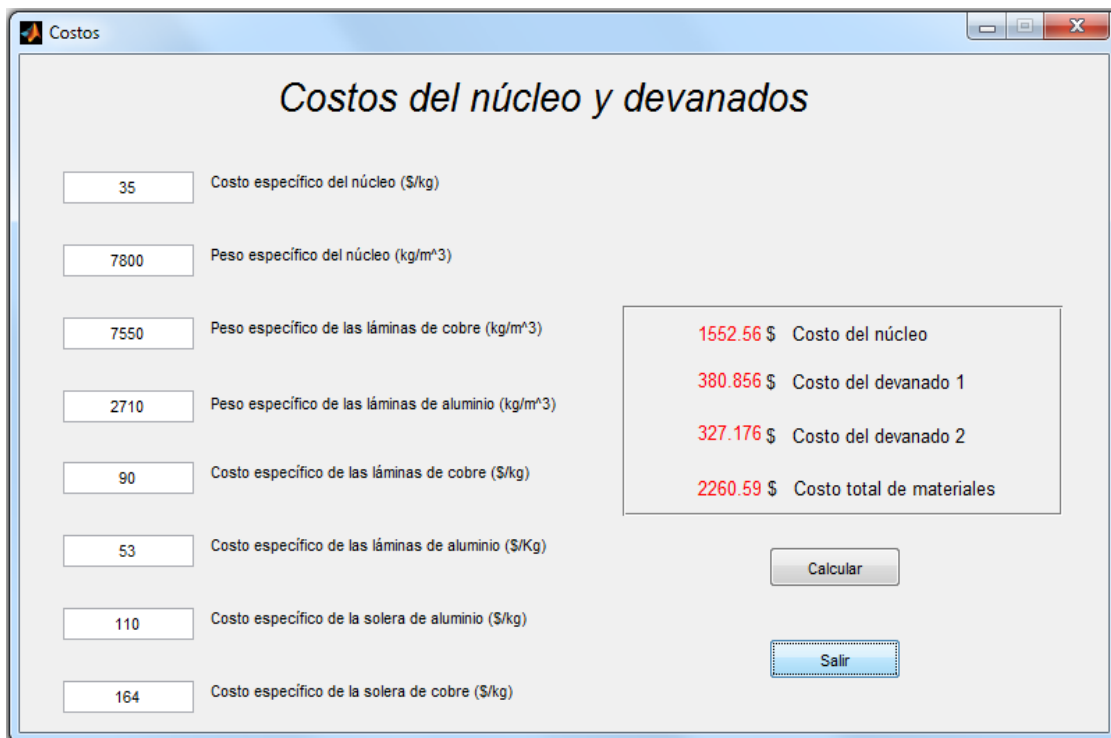 Costos
Costos del núcleo y devanados
35 Costo específico del núcleo ($/kg)
7800 Peso específico del núcleo (kg/m^3)
7550 Peso específico de las láminas de cobre (kg/m^3)
2710 Peso específico de las láminas de aluminio (kg/m^3)
90 Costo específico de las láminas de cobre ($/kg)
53 Costo específico de las láminas de aluminio ($/Kg)
110 Costo específico de la solera de aluminio ($/kg)
164 Costo específico de la solera de cobre ($/kg)
1552.56 $ Costo del núcleo
380.856 $ Costo del devanado 1
327.176 $ Costo del devanado 2
2260.59 $ Costo total de materiales
Calcular
Salir